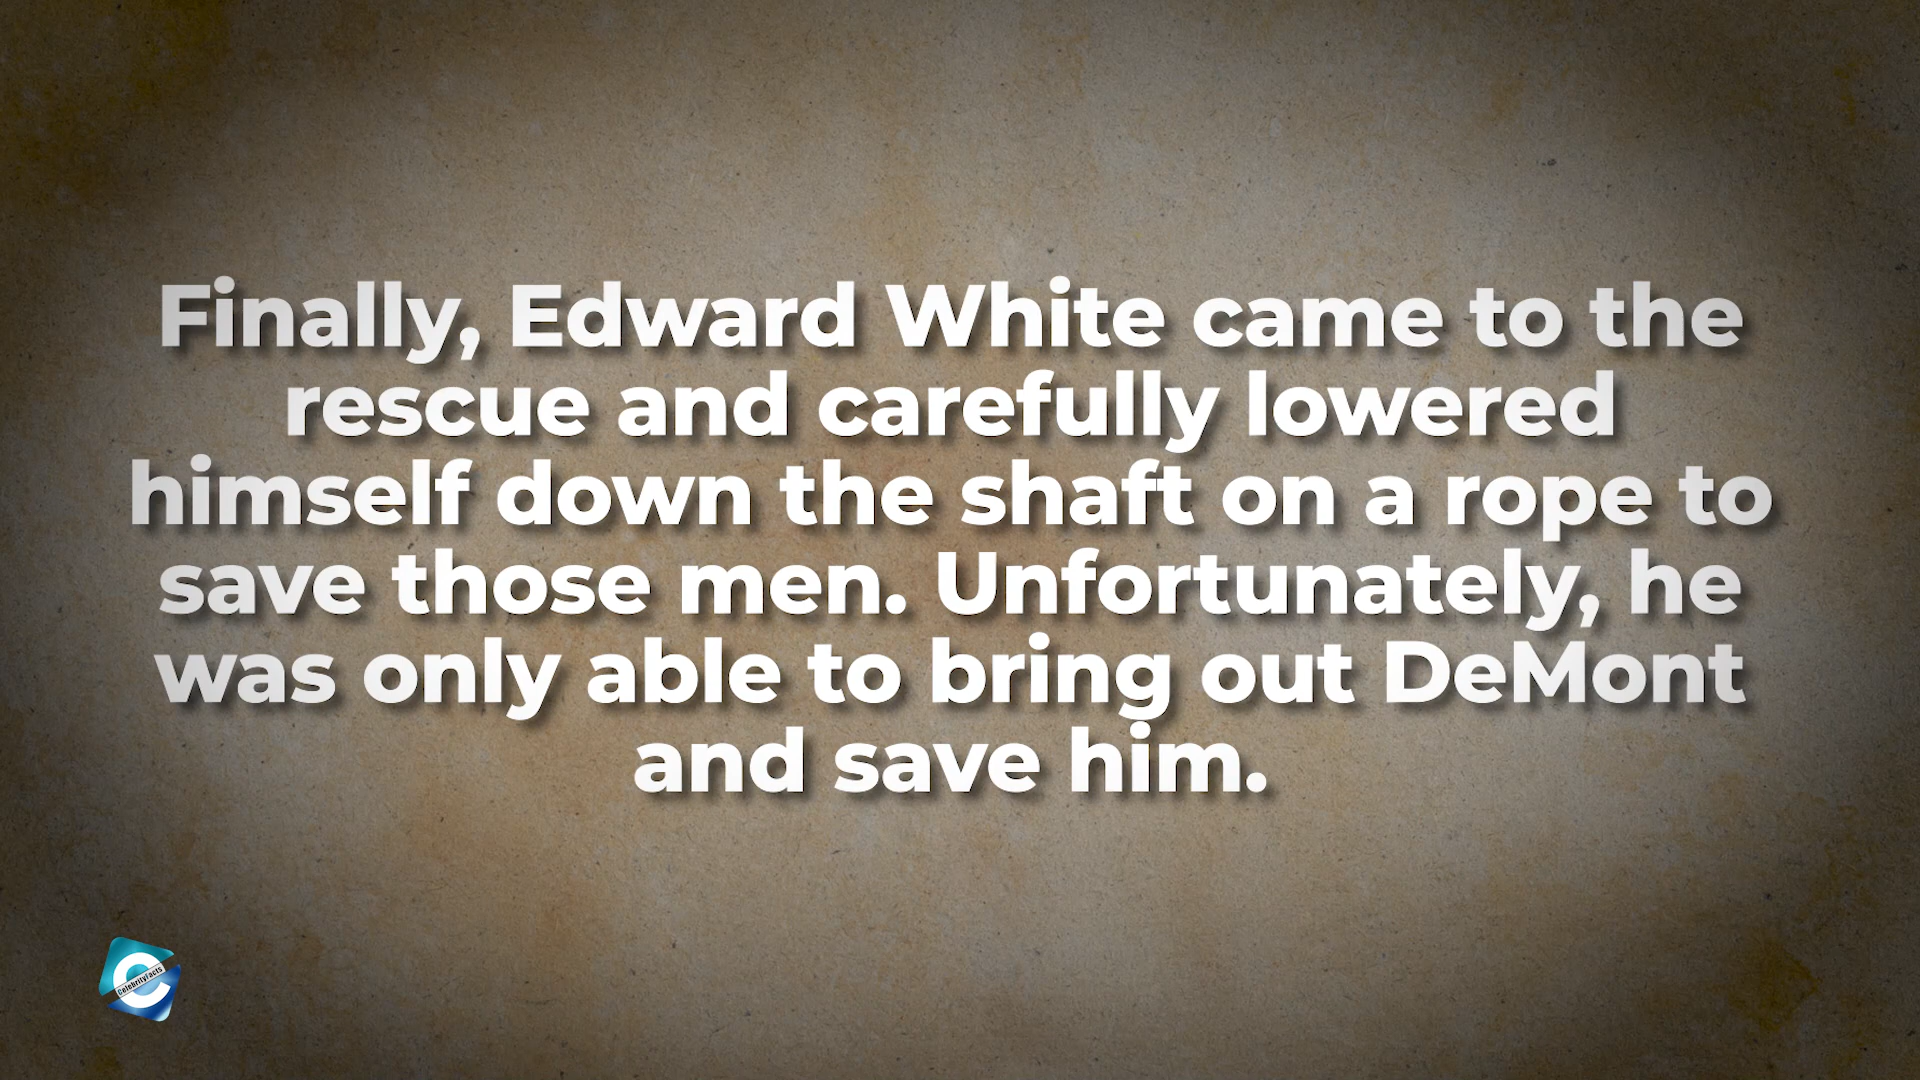 Finally, Edward White came to the
rescue and carefully lowered
himself down the shaft on a rope to
save those men. Unfortunately, he
was only able to bring out DeMont
and save him.
CelebrityFacts